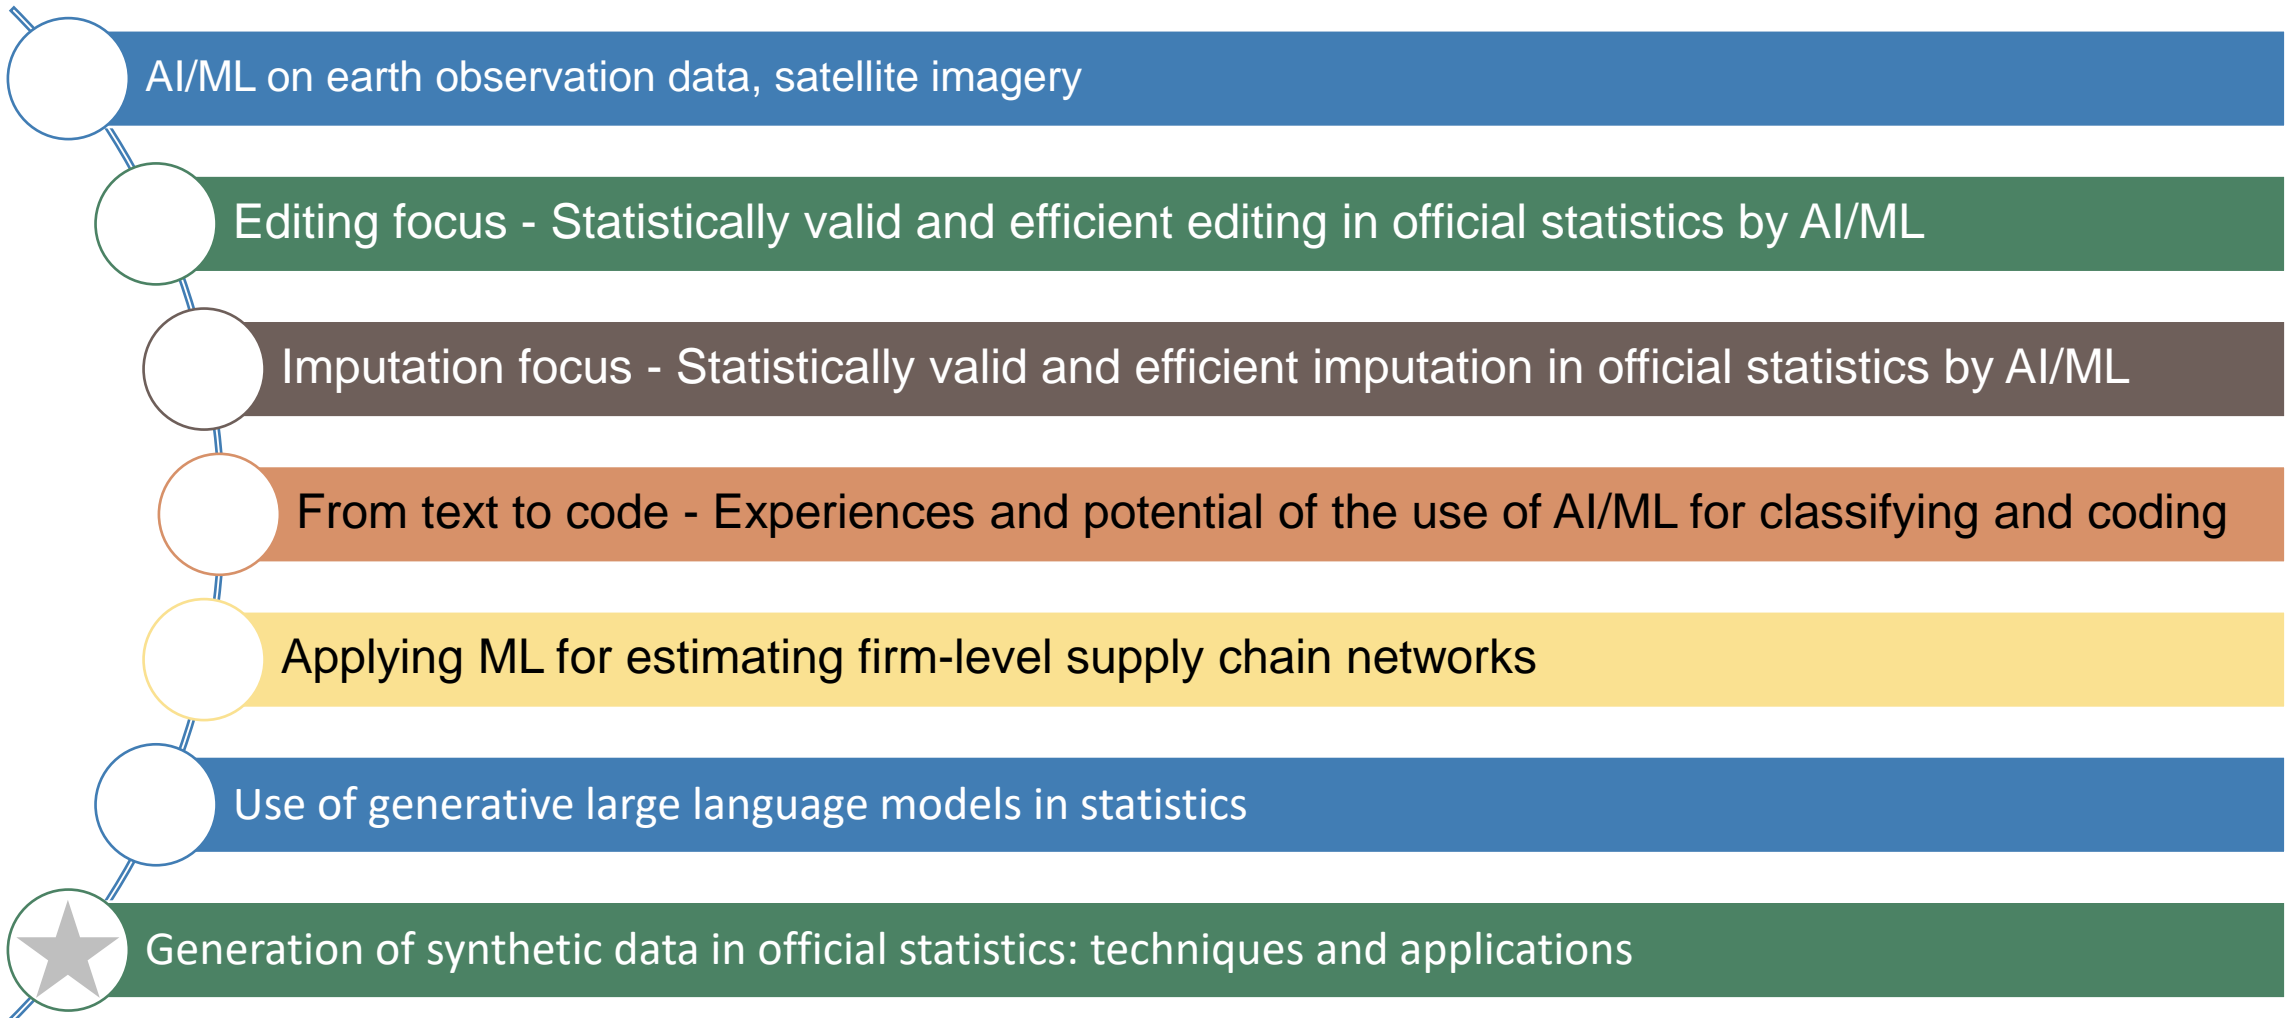 AI/ML on earth observation data, satellite imagery
Editing focus - Statistically valid and efficient editing in official statistics by AI/ML
Imputation focus - Statistically valid and efficient imputation in official statistics by AI/ML
From text to code - Experiences and potential of the use of AI/ML for classifying and coding
Applying ML for estimating firm-level supply chain networks
Use of generative large language models in statistics
Generation of synthetic data in official statistics: techniques and applications